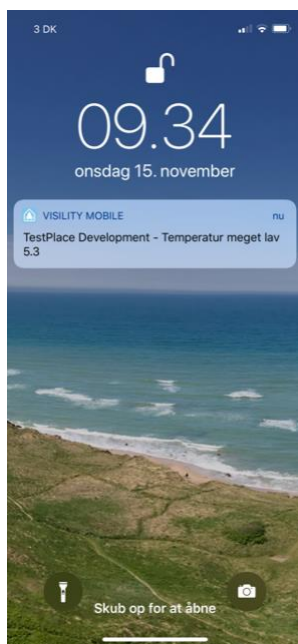 3 DK
09.34
onsdag 15. november
VISILITY MOBILE nu
TestPlace Development - Temperatur meget lav
5.3
Skub op for at åbne